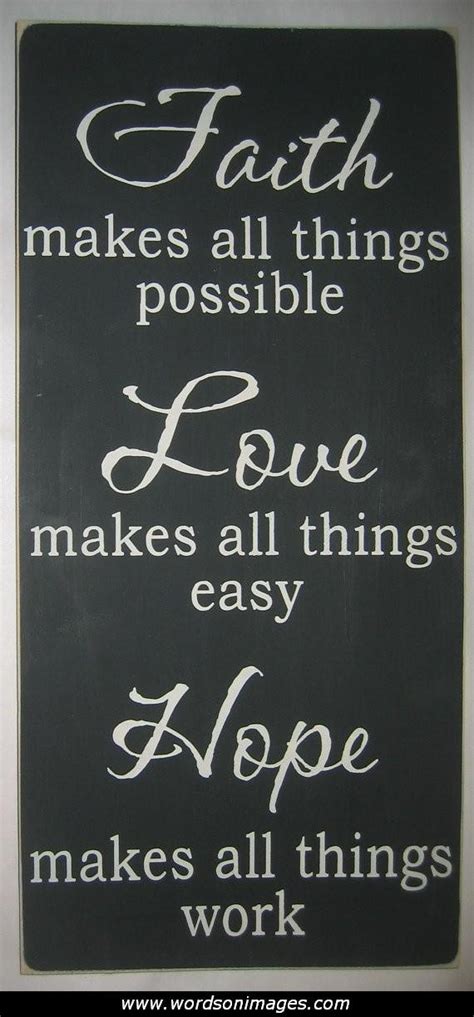 Faith
makes all things
possible
Love
makes all things
easy
Hope
makes all things
work
www.wordsonimages.com